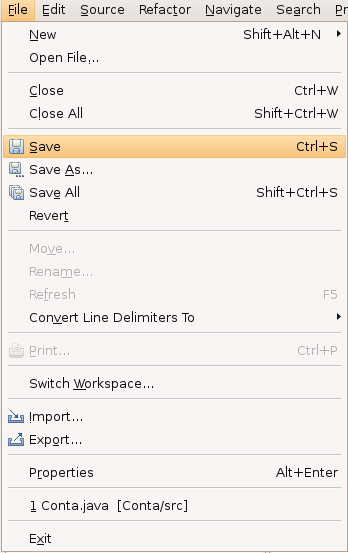 File Edit Source Refactor Navigate Search Pr
New Shift+Alt+N
Open File...
Close Ctrl+W
Close All Shift+Ctrl+W
Save Ctrl+S
Save As...
Save All Shift+Ctrl+S
Revert
Move...
Rename...
Refresh F5
Convert Line Delimiters To
Print... Ctrl+P
Switch Workspace...
Import...
Export...
Properties Alt+Enter
1 Conta.java [Conta/src]
Exit